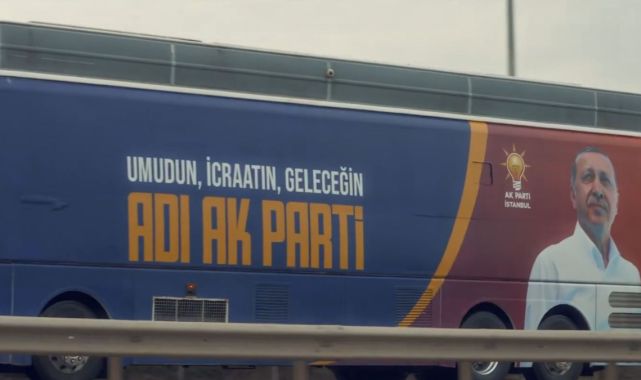 UMUDUN, İCRAATIN, GELECEĞİN
ADI AK PARTİ
AK PARTİ
İSTANBUL